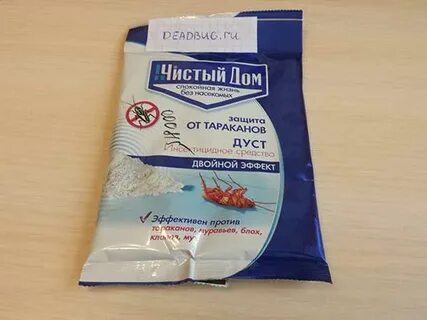 DEADBUG.RU
Чистый Дом
спокойная жизнь
без насекомых
защита
ОТ ТАРАКАНОВ
ДУСТ
Инсектицидное средство
ДВОЙНОЙ ЭФФЕКТ
Эффективен против
тараканов, муравьев, блох,
клопов, му